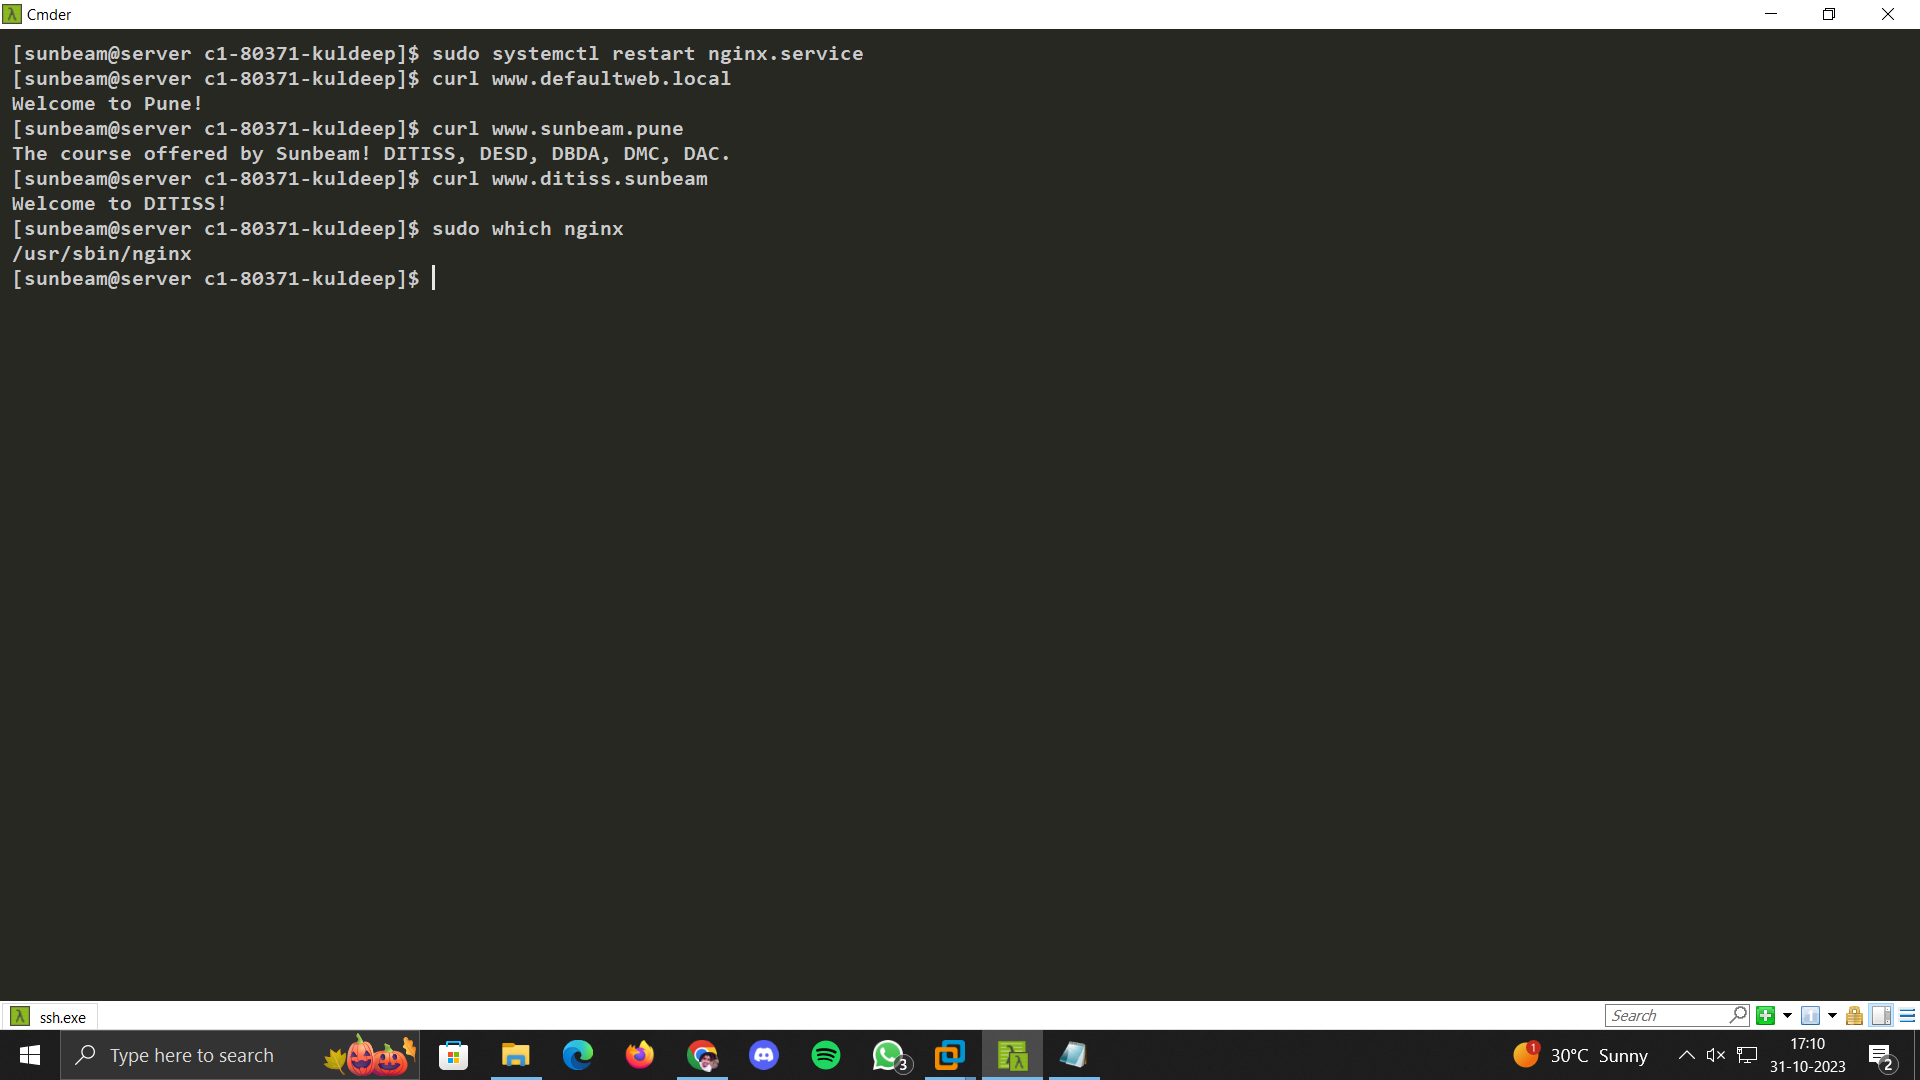 Cmder
[sunbeam@server c1-80371-kuldeep]$ sudo systemctl restart nginx.service
[sunbeam@server c1-80371-kuldeep]$ curl www.defaultweb.local
Welcome to Pune!
[sunbeam@server c1-80371-kuldeep]$ curl www.sunbeam.pune
The course offered by Sunbeam! DITISS, DESD, DBDA, DMC, DAC.
[sunbeam@server c1-80371-kuldeep]$ curl www.ditiss.sunbeam
Welcome to DITISS!
[sunbeam@server c1-80371-kuldeep]$ sudo which nginx
/usr/sbin/nginx
[sunbeam@server c1-80371-kuldeep]$
ssh.exe
Search
Type here to search
3
1
30°C Sunny
17:10
31-10-2023
2